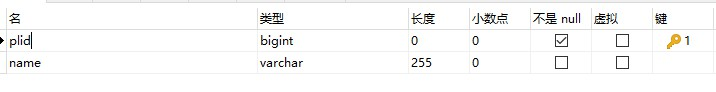 名 类型 长度 小数点 不是 null 虚拟 键
plid bigint 0 0 1
name varchar 255 0